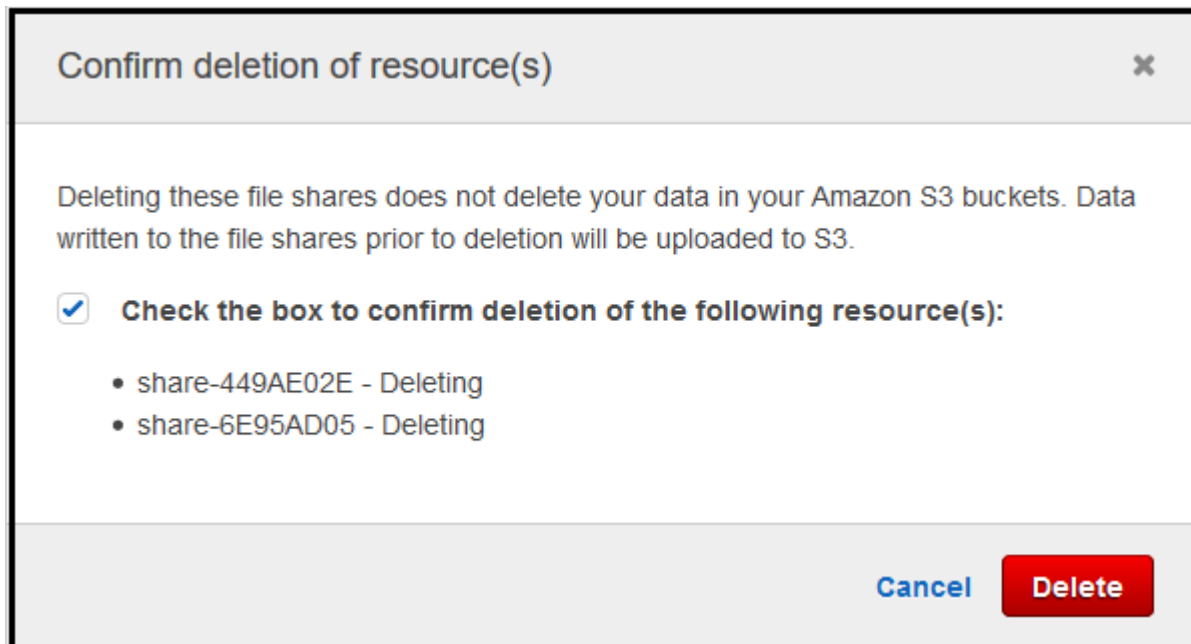 Confirm deletion of resource(s)
Deleting these file shares does not delete your data in your Amazon S3 buckets. Data
written to the file shares prior to deletion will be uploaded to S3.
Check the box to confirm deletion of the following resource(s):
• share-449AE02E - Deleting
• share-6E95AD05 - Deleting
Cancel Delete